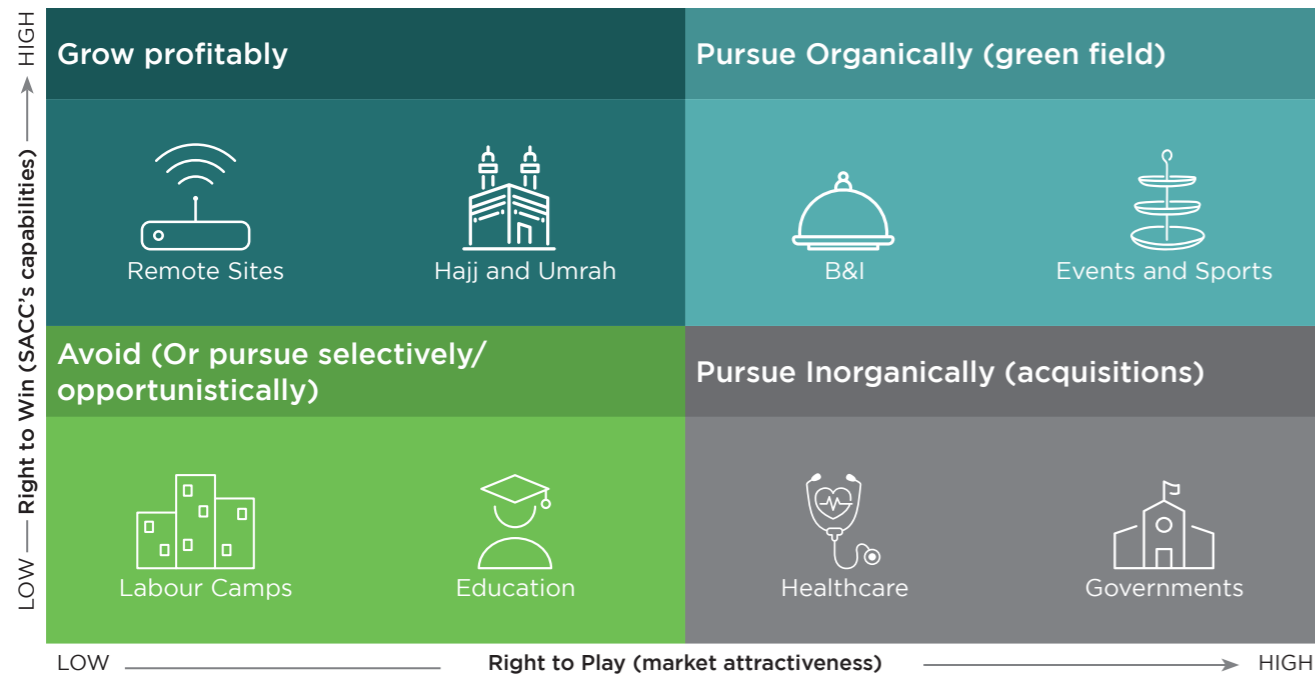 Grow profitably
Pursue Organically (green field)
Remote Sites
Hajj and Umrah
B&I
Events and Sports
Avoid (Or pursue selectively/
opportunistically)
Pursue Inorganically (acquisitions)
Labour Camps
Education
Healthcare
Governments
LOW
Right to Win (SACC's capabilities)
HIGH
LOW
Right to Play (market attractiveness)
HIGH